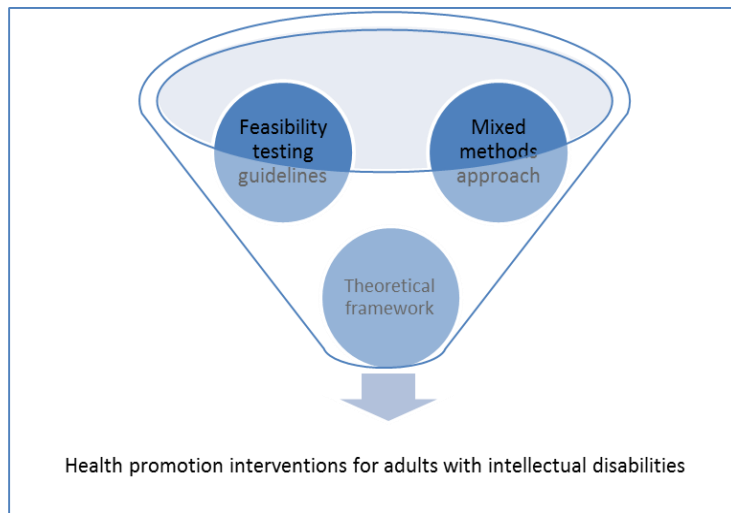 Feasibility
testing
guidelines
Mixed
methods
approach
Theoretical
framework
Health promotion interventions for adults with intellectual disabilities